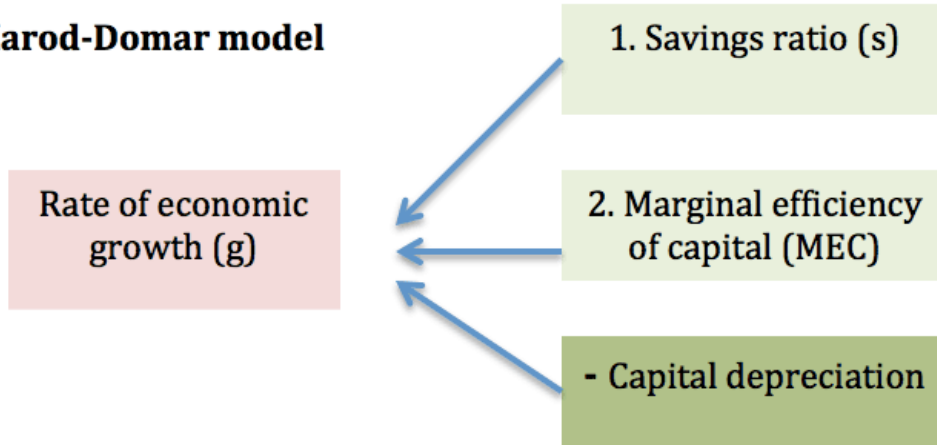 arod-Domar model
1. Savings ratio (s)
Rate of economic
growth (g)
2. Marginal efficiency
of capital (MEC)
- Capital depreciation